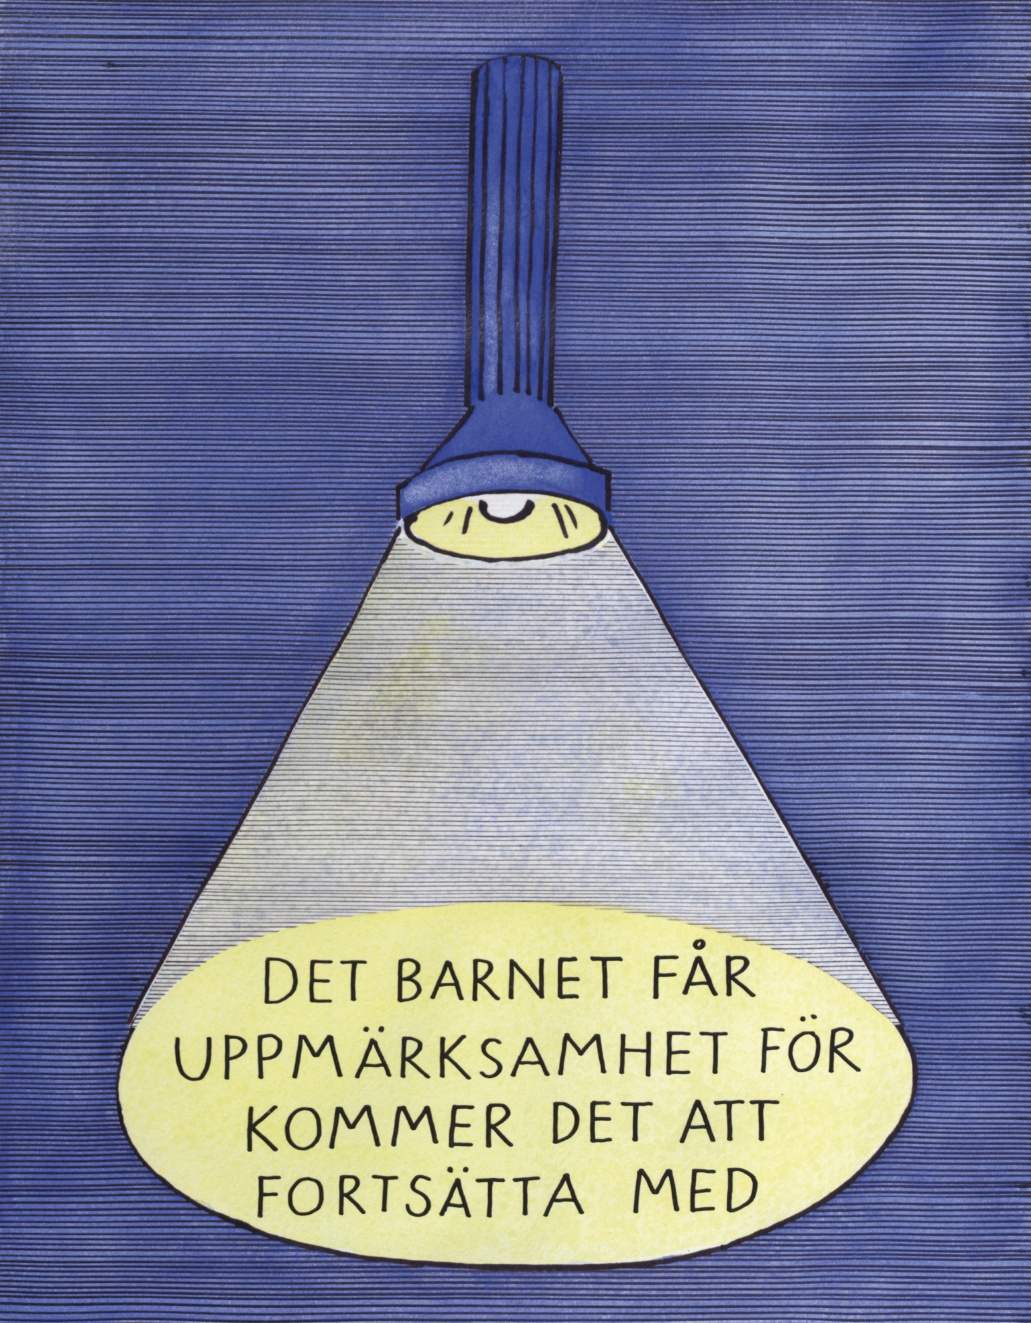 DET BARNET FÅR
UPPMÄRKSAMHET FÖR
KOMMER DET ATT
FORTSÄTTA MED